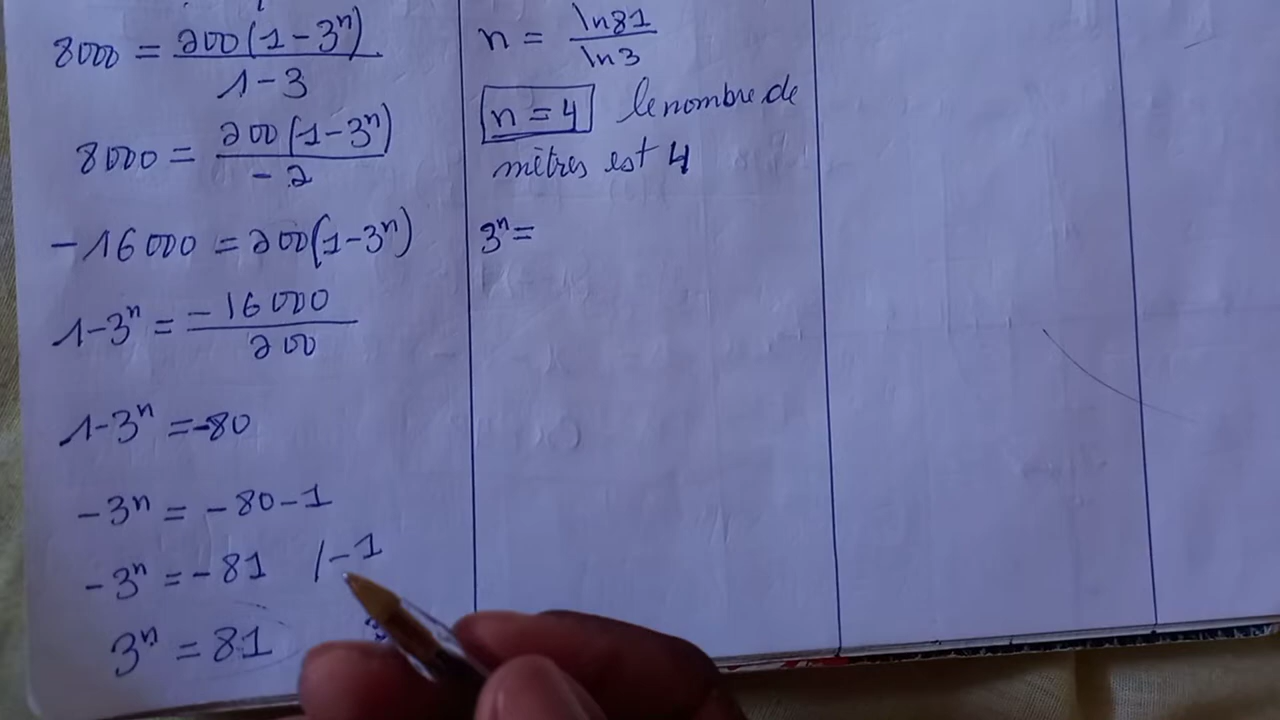 8000 = 200(1-3ⁿ) / 1-3
8000 = 200(1-3ⁿ) / -2
-16000 = 200(1-3ⁿ)
1-3ⁿ = -16000 / 200
1-3ⁿ = -80
-3ⁿ = -80-1
-3ⁿ = -81 /-1
3ⁿ = 81
n = ln81 / ln3
n = 4 le nombre de
mètres est 4
3ⁿ =